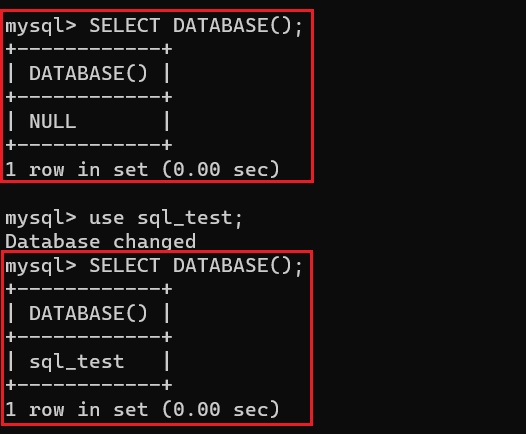 mysql> SELECT DATABASE();
+------------+
| DATABASE() |
+------------+
| NULL       |
+------------+
1 row in set (0.00 sec)
mysql> use sql_test;
Database changed
mysql> SELECT DATABASE();
+------------+
| DATABASE() |
+------------+
| sql_test   |
+------------+
1 row in set (0.00 sec)